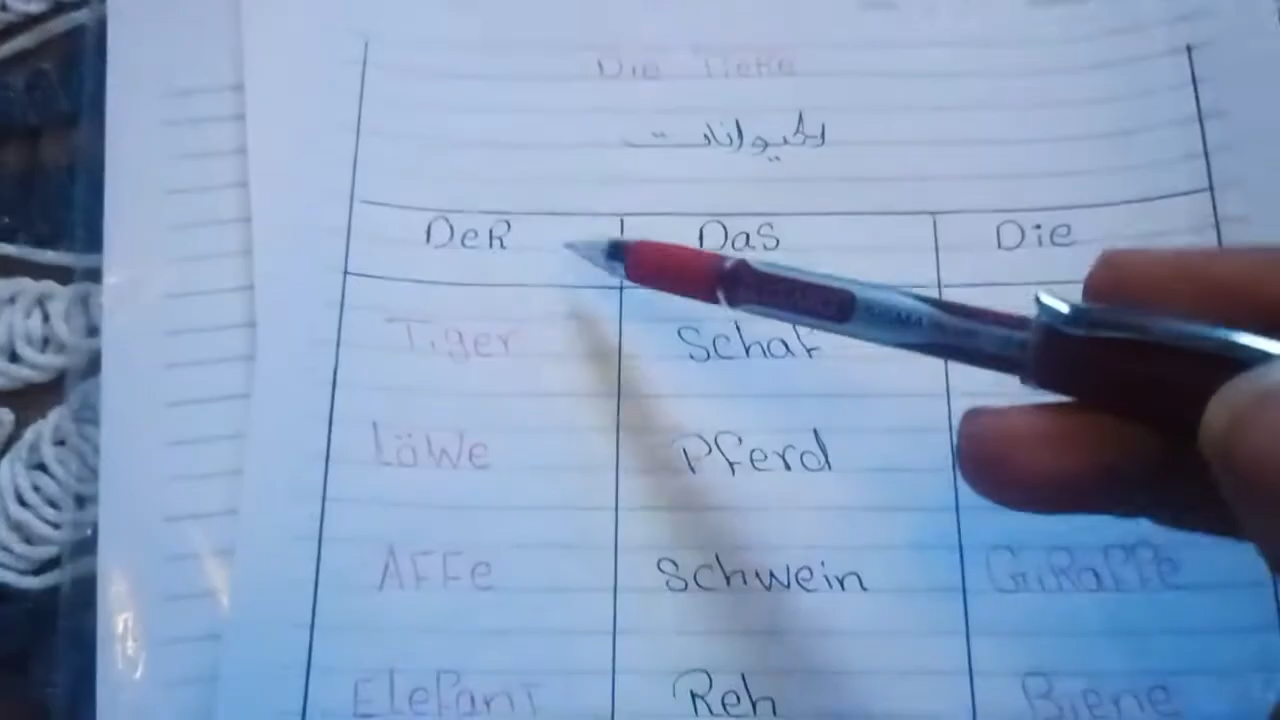 Die Tiere
الحيوانات
DeR DaS Die
Tiger Schaf
LöWe Pferd
AFFe Schwein GiRaffe
Elefant Reh Biene